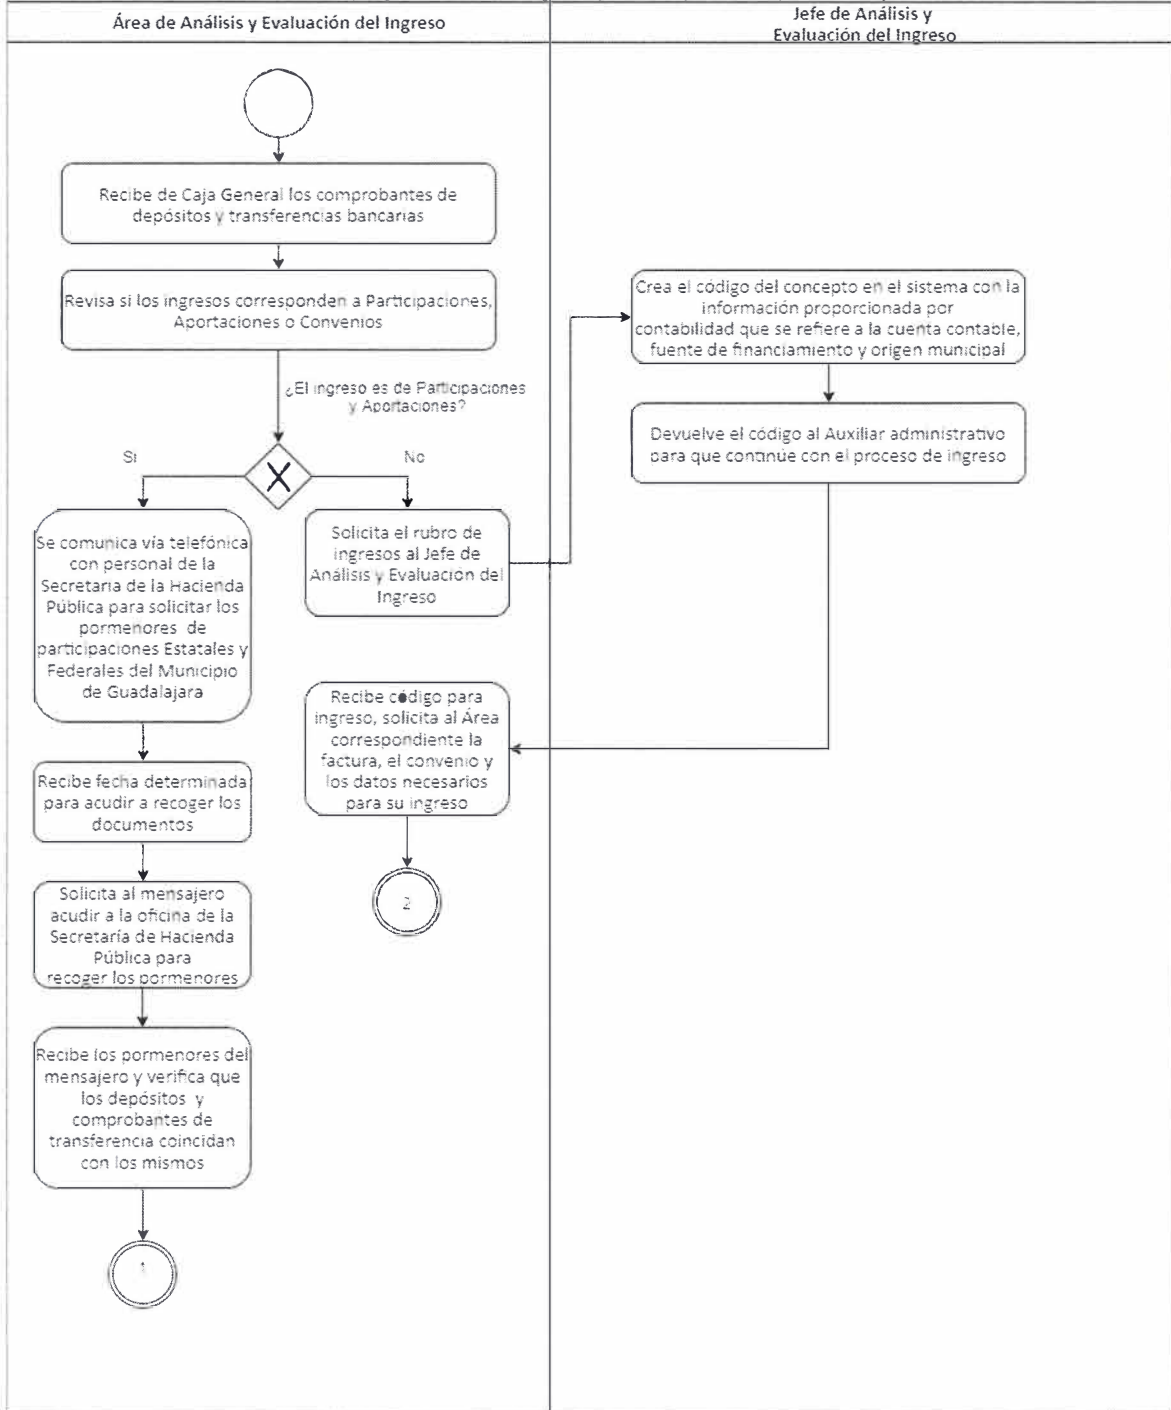 Área de Análisis y Evaluación del Ingreso
Jefe de Análisis y
Evaluación del Ingreso
Recibe de Caja General los comprobantes de
depósitos y transferencias bancarias
Revisa si los ingresos corresponden a Participaciones,
Aportaciones o Convenios
¿El ingreso es de Participaciones
y Aportaciones?
Si
No
Se comunica vía telefónica
con personal de la
Secretaria de la Hacienda
Pública para solicitar los
pormenores de
participaciones Estatales y
Federales del Municipio
de Guadalajara
Recibe fecha determinada
para acudir a recoger los
documentos
Solicita al mensajero
acudir a la oficina de la
Secretaría de Hacienda
Pública para
recoger los pormenores
Recibe los pormenores del
mensajero y verifica que
los depósitos y
comprobantes de
transferencia coincidan
con los mismos
1
Solicita el rubro de
ingresos al Jefe de
Análisis y Evaluación del
Ingreso
Crea el código del concepto en el sistema con la
información proporcionada por
contabilidad que se refiere a la cuenta contable,
fuente de financiamiento y origen municipal
Devuelve el código al Auxiliar administrativo
para que continúe con el proceso de ingreso
Recibe código para
ingreso, solicita al Área
correspondiente la
factura, el convenio y
los datos necesarios
para su ingreso
2